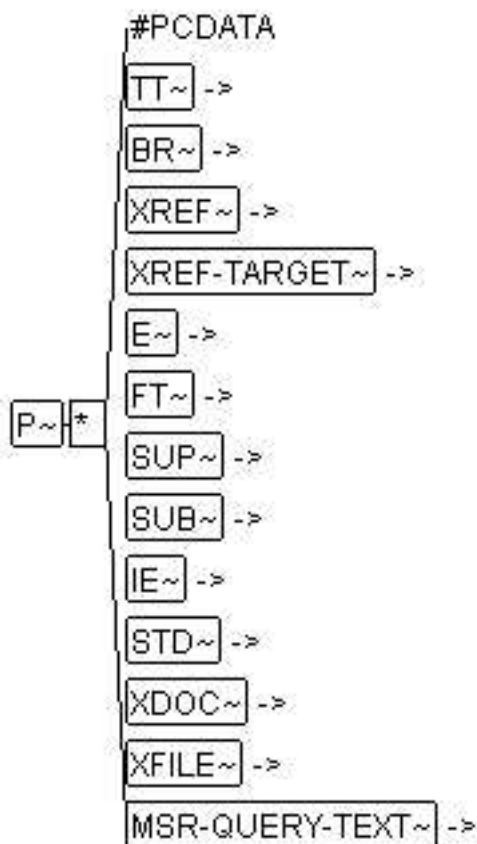 #PCDATA
TT~ ->
BR~ ->
XREF~ ->
XREF-TARGET~ ->
E~ ->
FT~ ->
P~ *
SUP~ ->
SUB~ ->
IE~ ->
STD~ ->
XDOC~ ->
XFILE~ ->
MSR-QUERY-TEXT~ ->